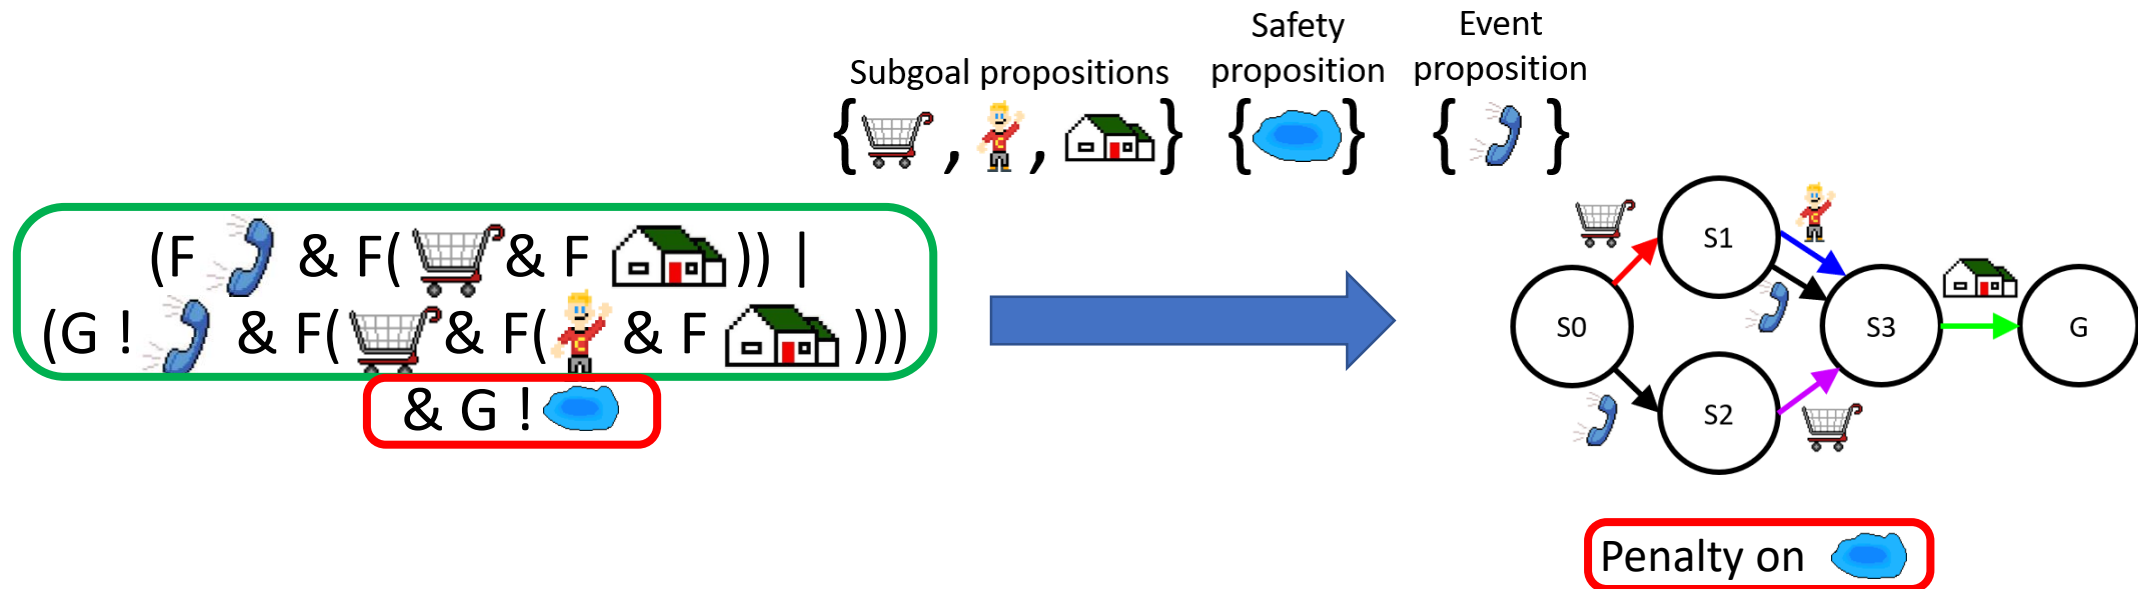 Subgoal propositions
Safety proposition
Event proposition
{ , , } { } { }
(F & F( & F )) |
(G ! & F( & F( & F )))
& G !
S0
S1
S2
S3
G
Penalty on